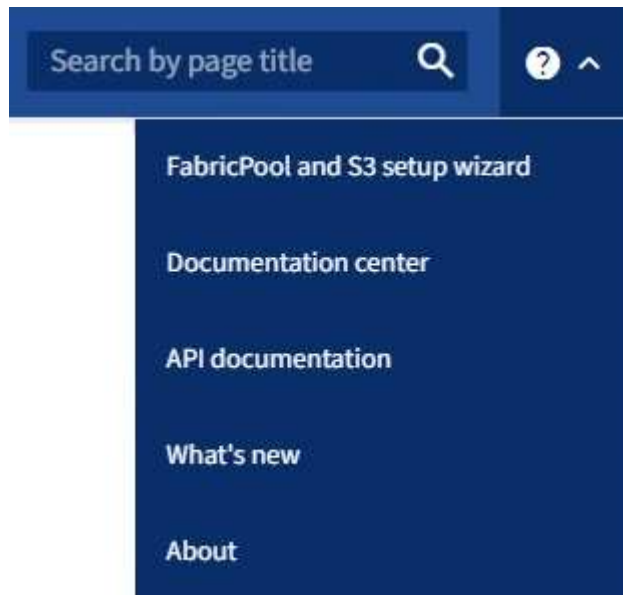 Search by page title
FabricPool and S3 setup wizard
Documentation center
API documentation
What's new
About